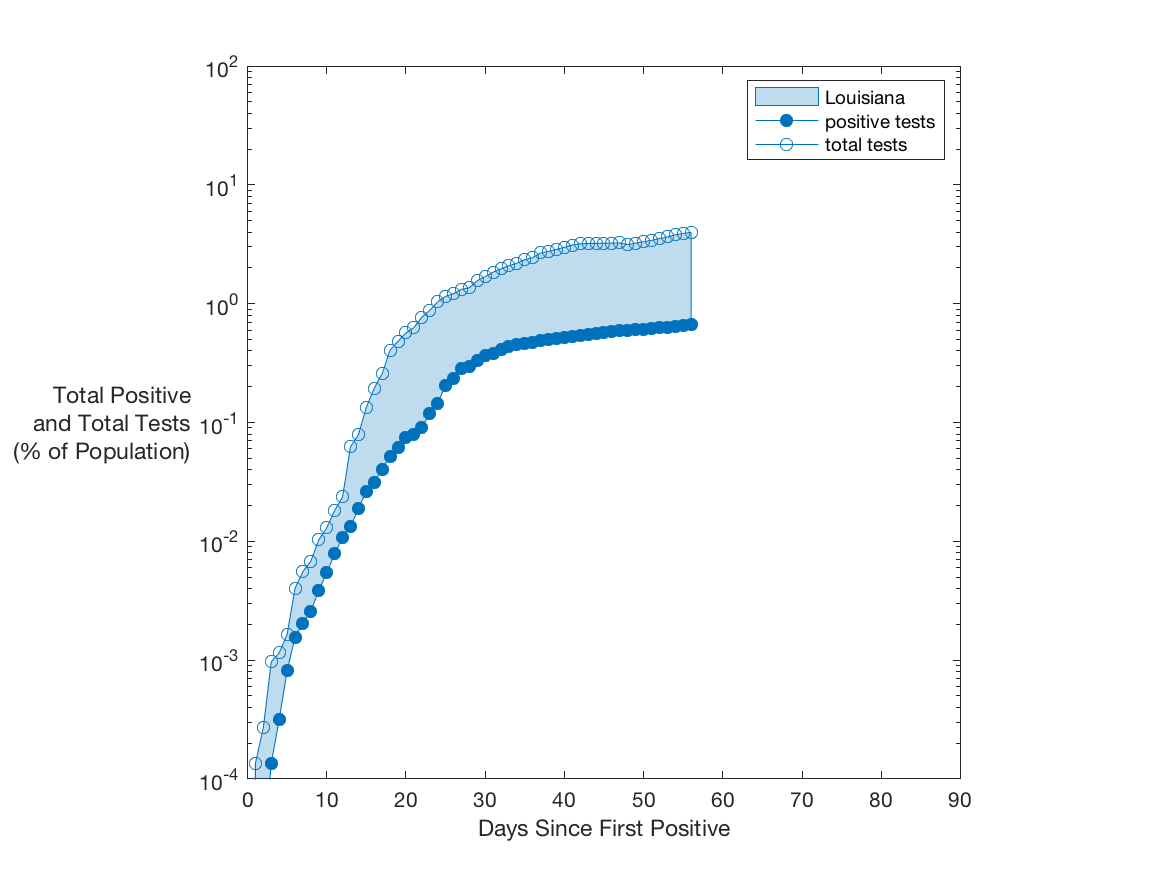 10^2
10^1
10^0
10^-1
10^-2
10^-3
10^-4
Total Positive
and Total Tests
(% of Population)
Louisiana
positive tests
total tests
0 10 20 30 40 50 60 70 80 90
Days Since First Positive